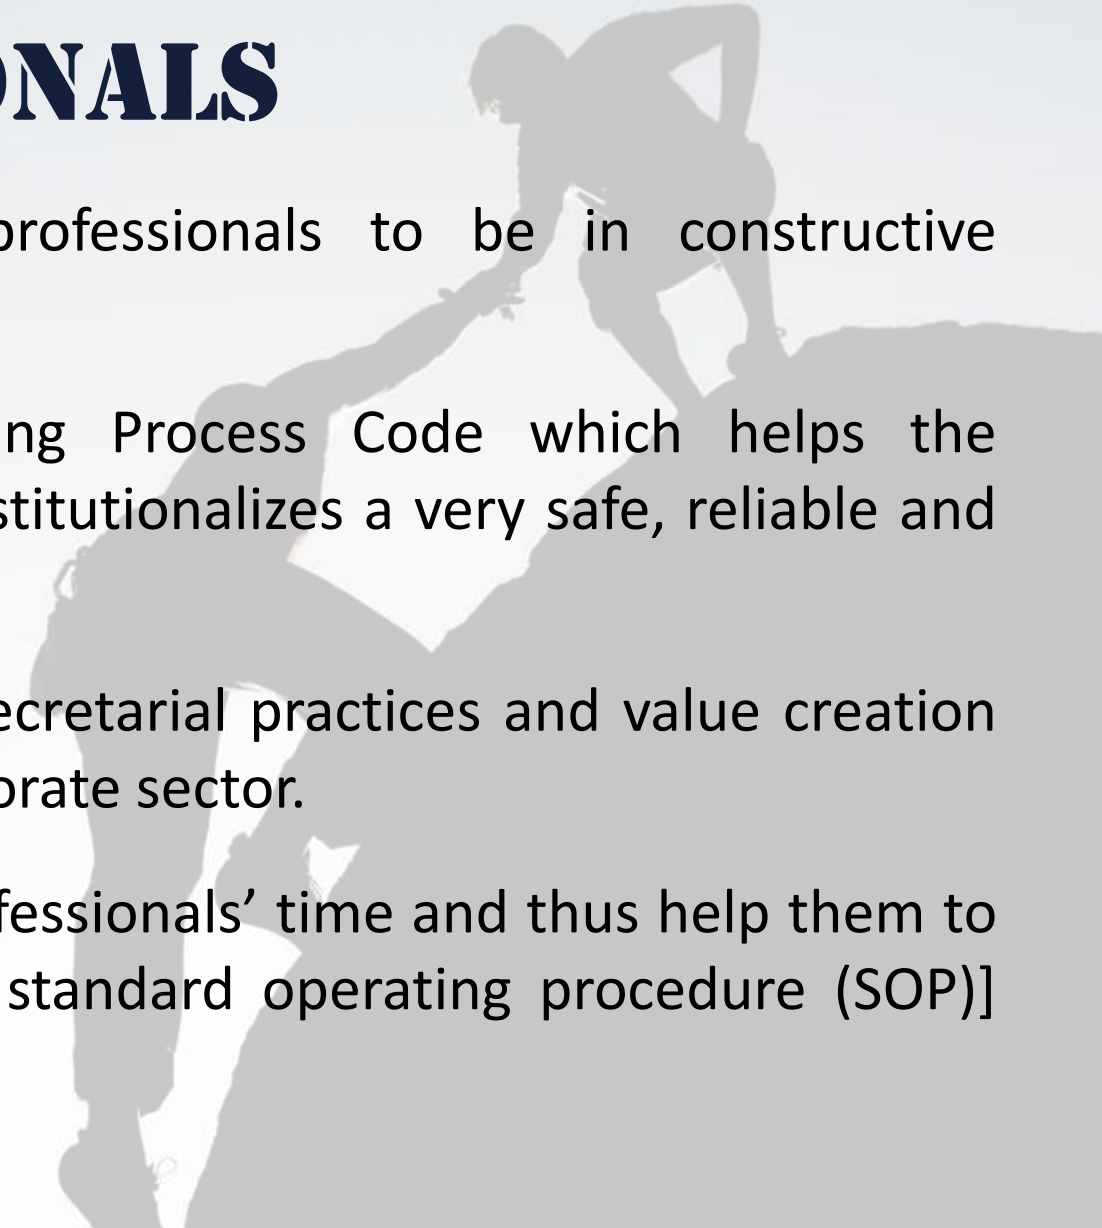 ONALS
professionals to be in constructive
ng Process Code which helps the
stitutionalizes a very safe, reliable and
ecretarial practices and value creation
orate sector.
fessionals’ time and thus help them to
standard operating procedure (SOP)]